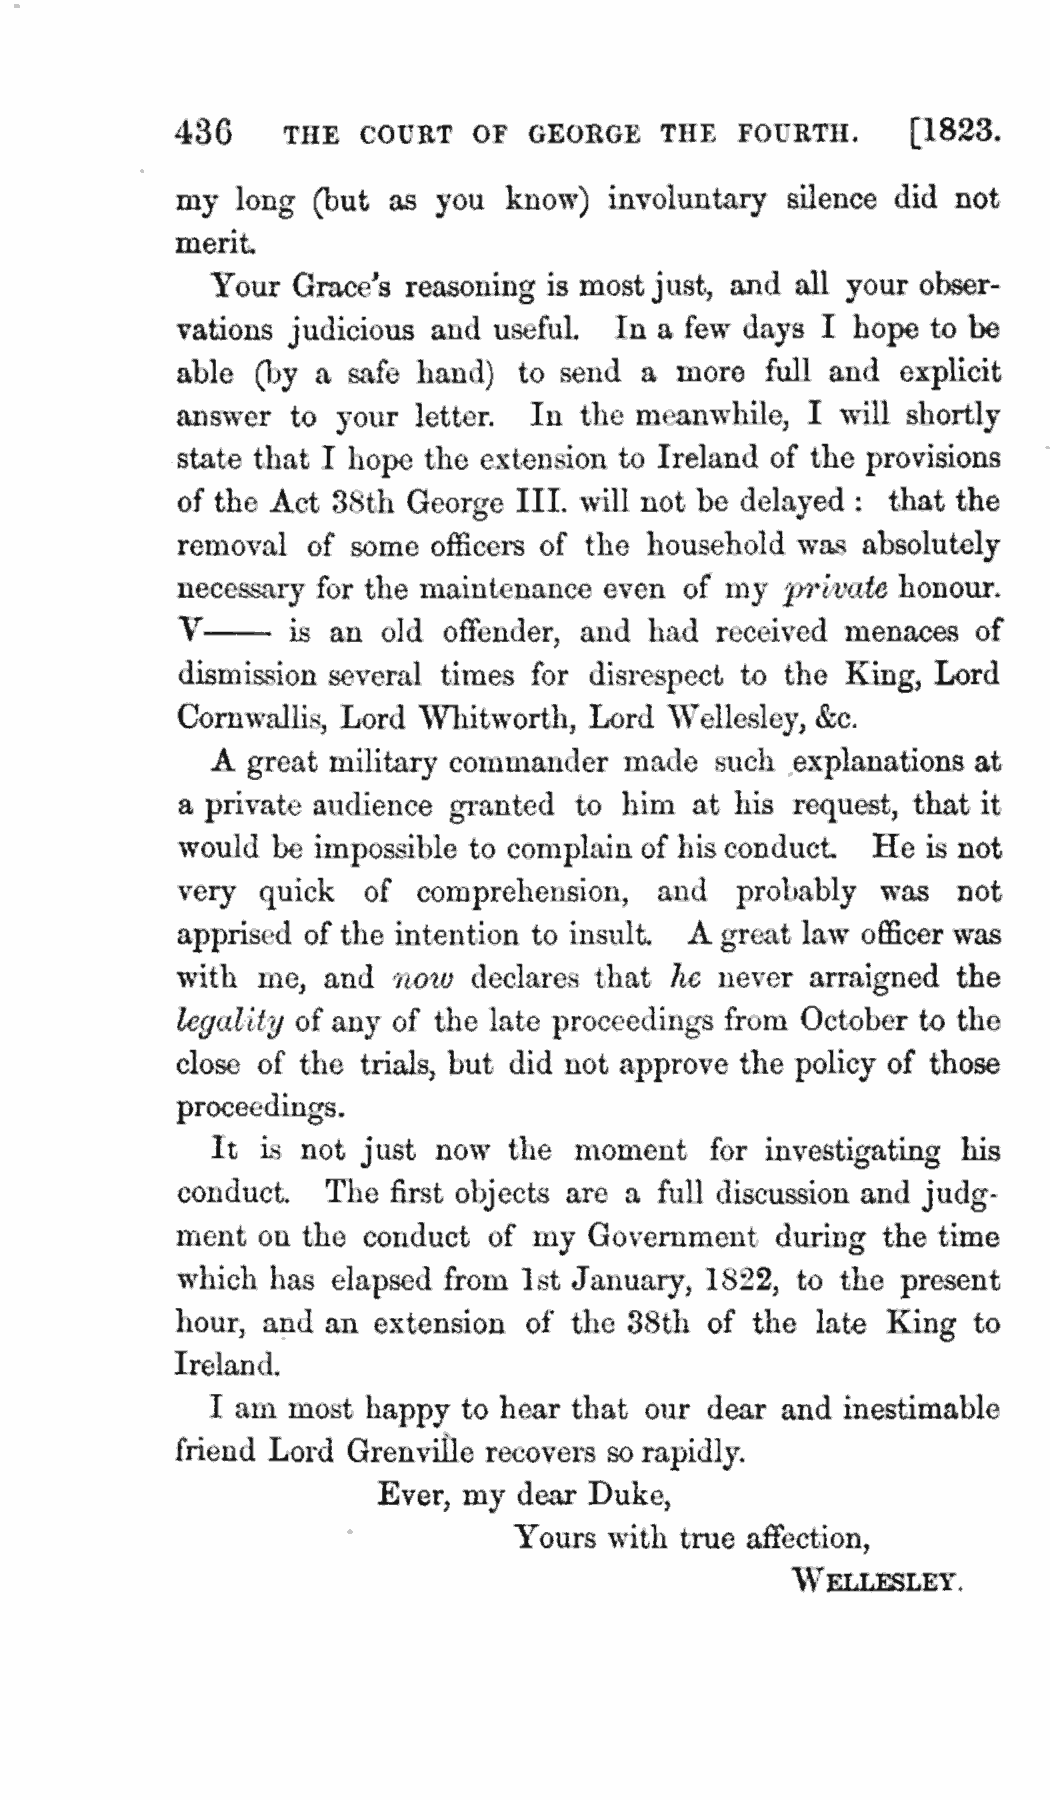 436 THE COURT OF GEORGE THE FOURTH. [1823.
my long (but as you know) involuntary silence did not
merit.
Your Grace's reasoning is most just, and all your obser-
vations judicious and useful. In a few days I hope to be
able (by a safe hand) to send a more full and explicit
answer to your letter. In the meanwhile, I will shortly
state that I hope the extension to Ireland of the provisions
of the Act 38th George III. will not be delayed : that the
removal of some officers of the household was absolutely
necessary for the maintenance even of my private honour.
V—— is an old offender, and had received menaces of
dismission several times for disrespect to the King, Lord
Cornwallis, Lord Whitworth, Lord Wellesley, &c.
A great military commander made such explanations at
a private audience granted to him at his request, that it
would be impossible to complain of his conduct. He is not
very quick of comprehension, and probably was not
apprised of the intention to insult. A great law officer was
with me, and now declares that he never arraigned the
legality of any of the late proceedings from October to the
close of the trials, but did not approve the policy of those
proceedings.
It is not just now the moment for investigating his
conduct. The first objects are a full discussion and judg-
ment on the conduct of my Government during the time
which has elapsed from 1st January, 1822, to the present
hour, and an extension of the 38th of the late King to
Ireland.
I am most happy to hear that our dear and inestimable
friend Lord Grenville recovers so rapidly.
Ever, my dear Duke,
Yours with true affection,
WELLESLEY.